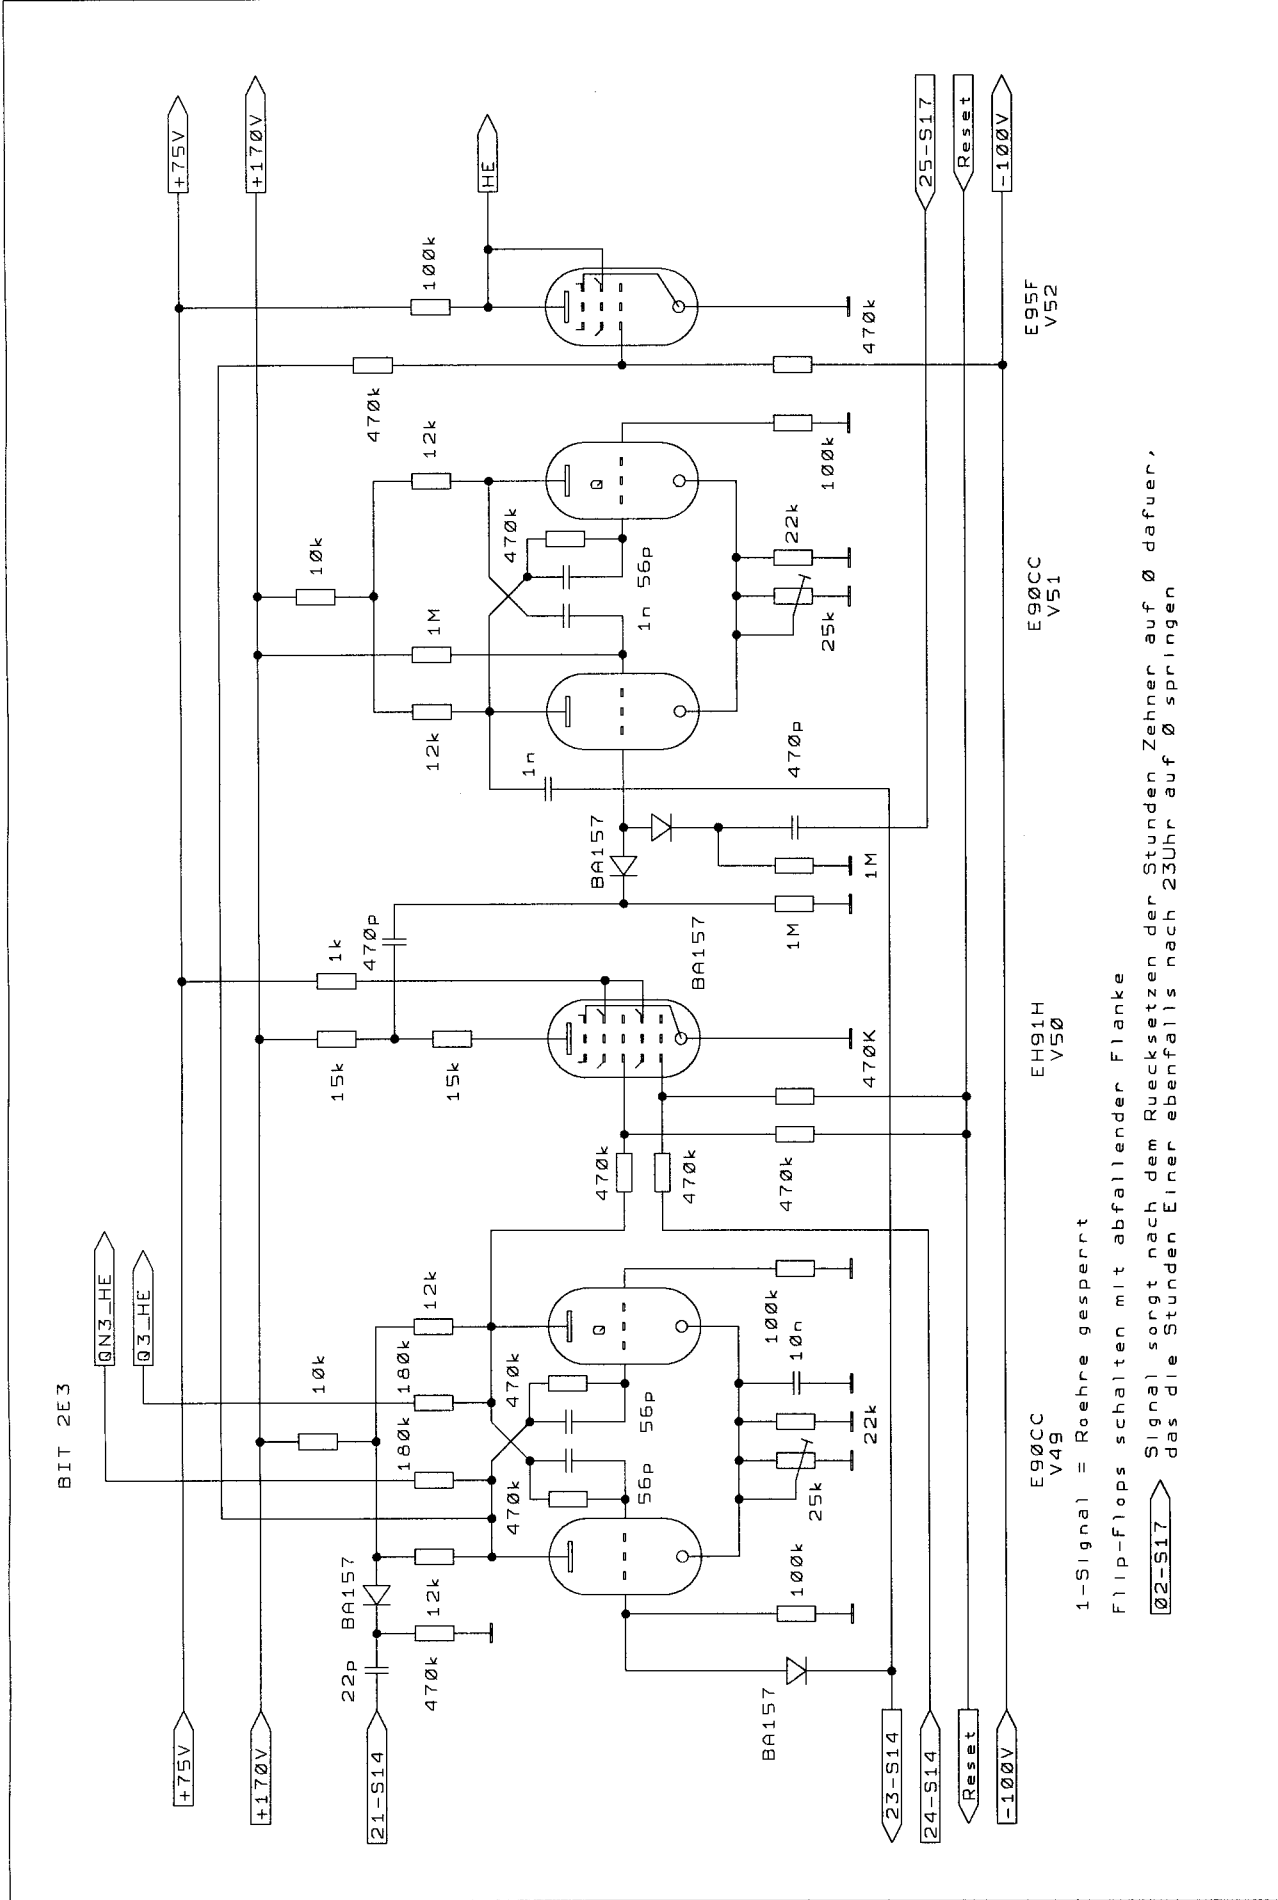 BIT 2E3
QN3_HE
Q3_HE
+75V
+75V
+170V
+170V
21-S14
22p
BA157
470k
12k
10k
180k
180k
12k
470k
470k
56p
56p
Q
25k
22k
10n
100k
100k
BA157
23-S14
24-S14
Reset
-100V
470k
470k
470k
470K
15k
15k
1k
470p
BA157
BA157
1M
1M
470p
1n
12k
1M
10k
12k
470k
56p
1n
Q
25k
22k
100k
470k
100k
HE
470k
25-S17
Reset
-100V
E90CC
V49
EH91H
V50
E90CC
V51
E95F
V52
1-Signal = Roehre gesperrt
Flip-Flops schalten mit abfallender Flanke
02-S17
Signal sorgt nach dem Ruecksetzen der Stunden Zehner auf 0 dafuer,
das die Stunden Einer ebenfalls nach 23Uhr auf 0 springen